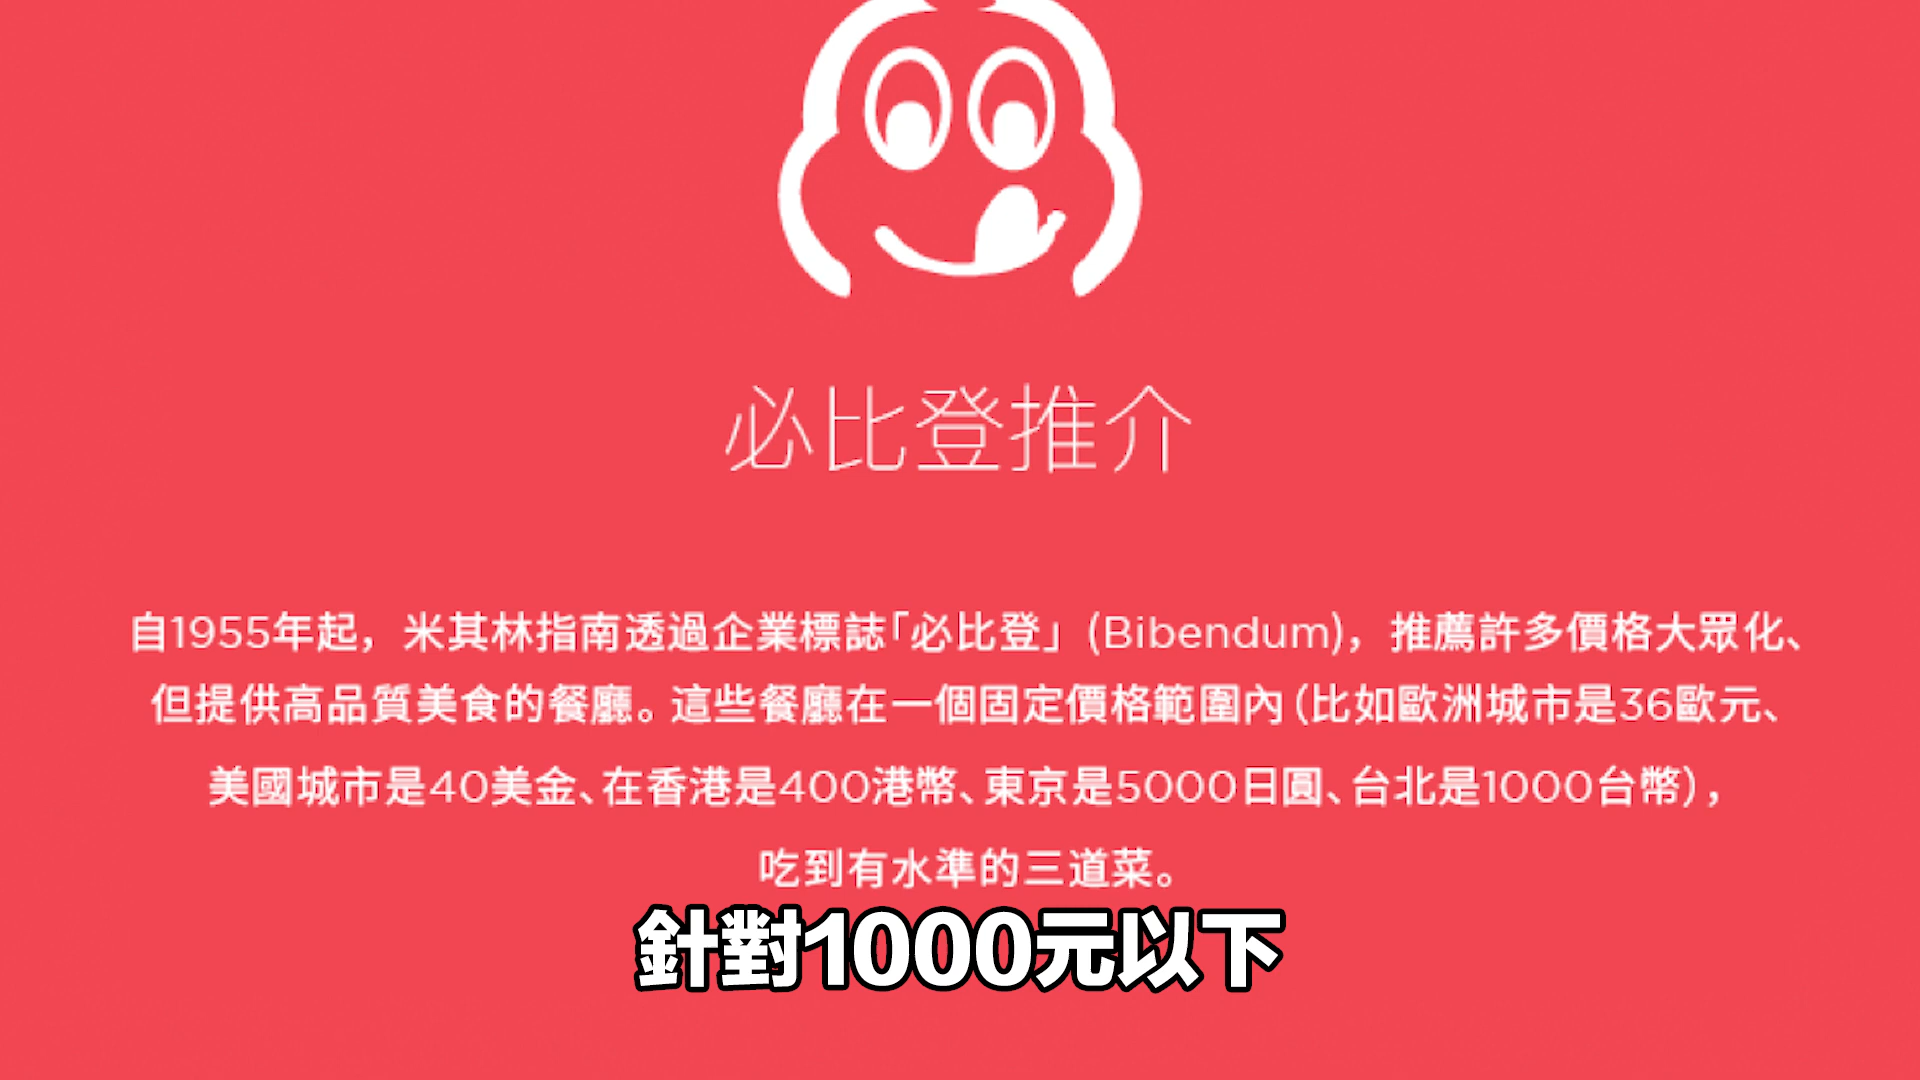 必比登推介
自1955年起，米其林指南透過企業標誌「必比登」(Bibendum)，推薦許多價格大眾化、
但提供高品質美食的餐廳。這些餐廳在一個固定價格範圍內（比如歐洲城市是36歐元、
美國城市是40美金、在香港是400港幣、東京是5000日圓、台北是1000台幣），
吃到有水準的三道菜。
針對1000元以下